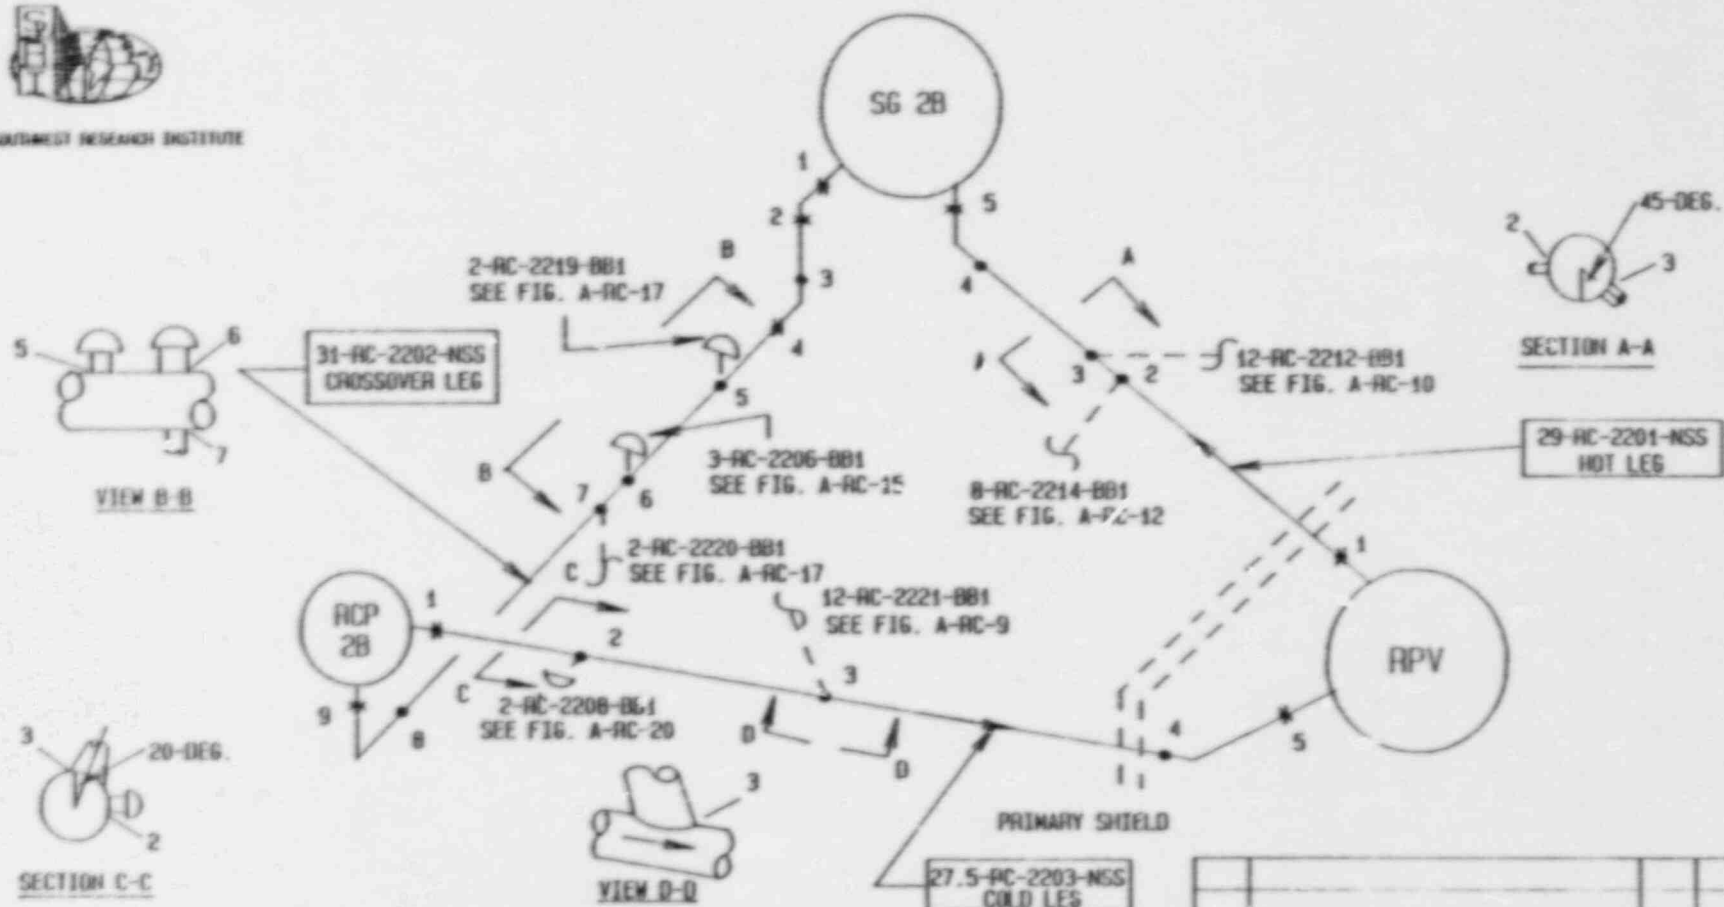 SOUTHWEST RESEARCH INSTITUTE
SG 2B
1
2
3
4
5
6
7
8
9
B
B
2-RC-2219-BB1
SEE FIG. A-RC-17
31-RC-2202-NSS
CROSSOVER LEG
5
6
7
VIEW B-B
3-RC-2206-BB1
SEE FIG. A-RC-15
2-RC-2220-BB1
SEE FIG. A-RC-17
5
4
3
2
1
A
A
12-RC-2212-BB1
SEE FIG. A-RC-10
8-RC-2214-BB1
SEE FIG. A-RC-12
2
45-DEG.
3
SECTION A-A
29-RC-2201-NSS
HOT LEG
RCP
2B
1
2
3
4
5
C
C
12-RC-2221-BB1
SEE FIG. A-RC-9
2-RC-2208-BB1
SEE FIG. A-RC-20
D
D
RPV
PRIMARY SHIELD
3
20-DEG.
2
SECTION C-C
3
VIEW D-D
27.5-RC-2203-NSS
COLD LEG